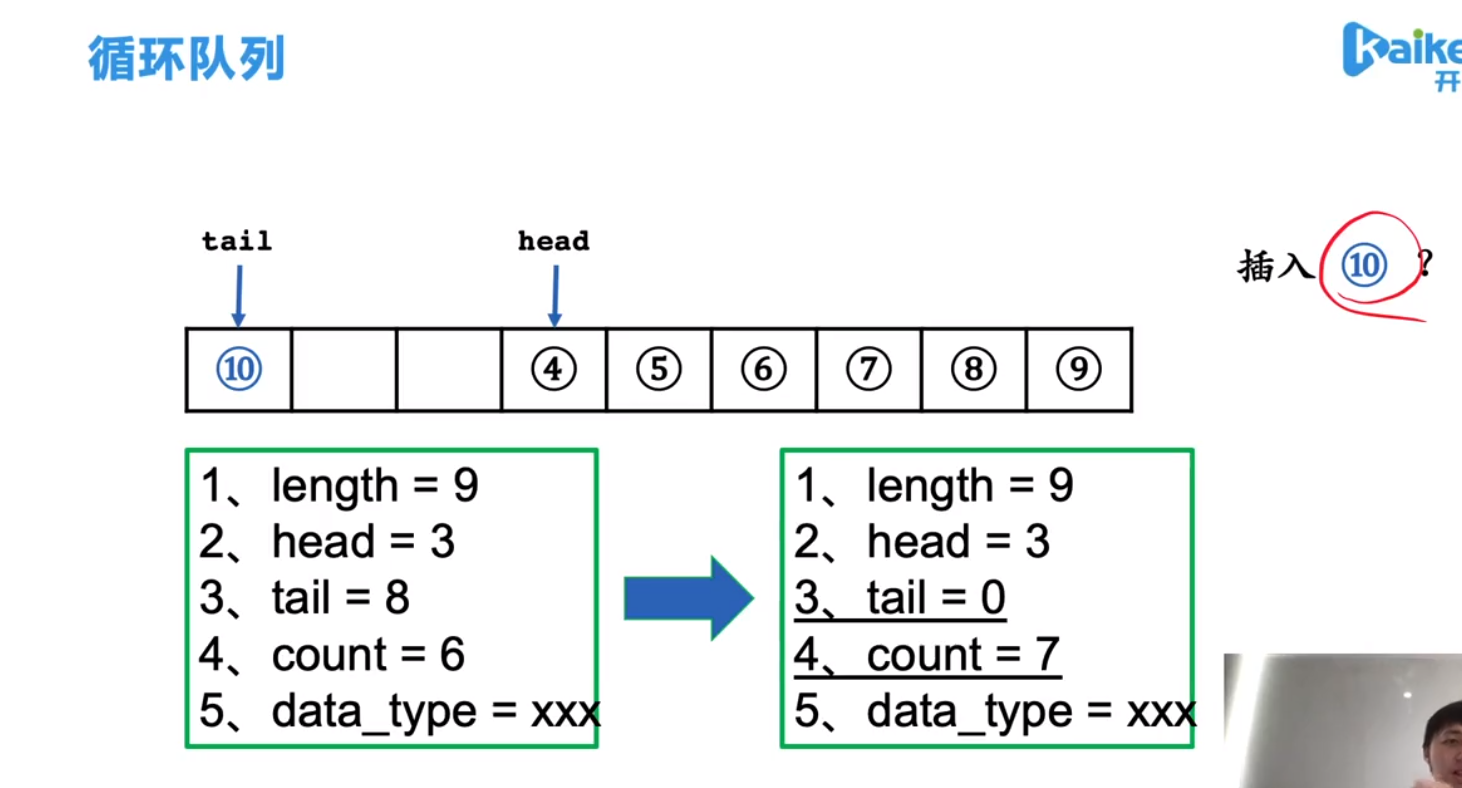 循环队列
Kaike
开
tail
head
插入 ⑩ ?
⑩ ④ ⑤ ⑥ ⑦ ⑧ ⑨
1、length = 9
2、head = 3
3、tail = 8
4、count = 6
5、data_type = xxx
1、length = 9
2、head = 3
3、tail = 0
4、count = 7
5、data_type = xxx